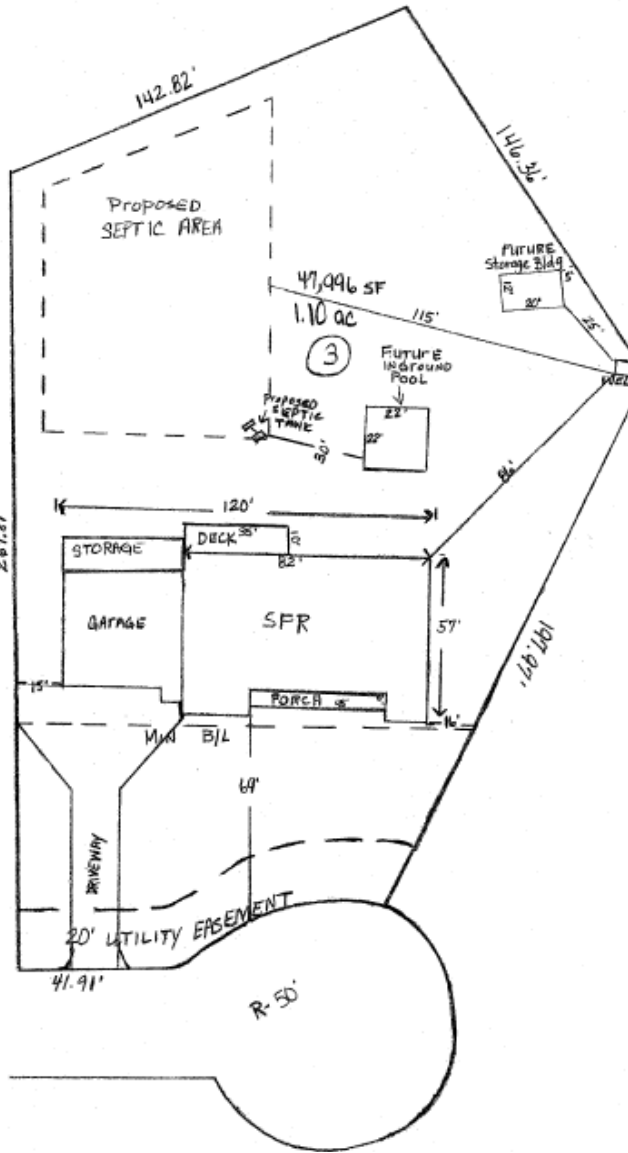 142.82'
146.36'
PROPOSED
SEPTIC AREA
FUTURE
Storage Bldg
15'
12'
20'
25'
47,996 SF
1.10 ac
115'
3
FUTURE
INGROUND
POOL
22'
22'
PROPOSED
SEPTIC
TANK
30'
86'
120'
DECK
STORAGE
82'
GARAGE
SFR
57'
197.97'
15'
PORCH
16'
MIN B/L
69'
DRIVEWAY
20' UTILITY EASEMENT
41.91'
R-50'